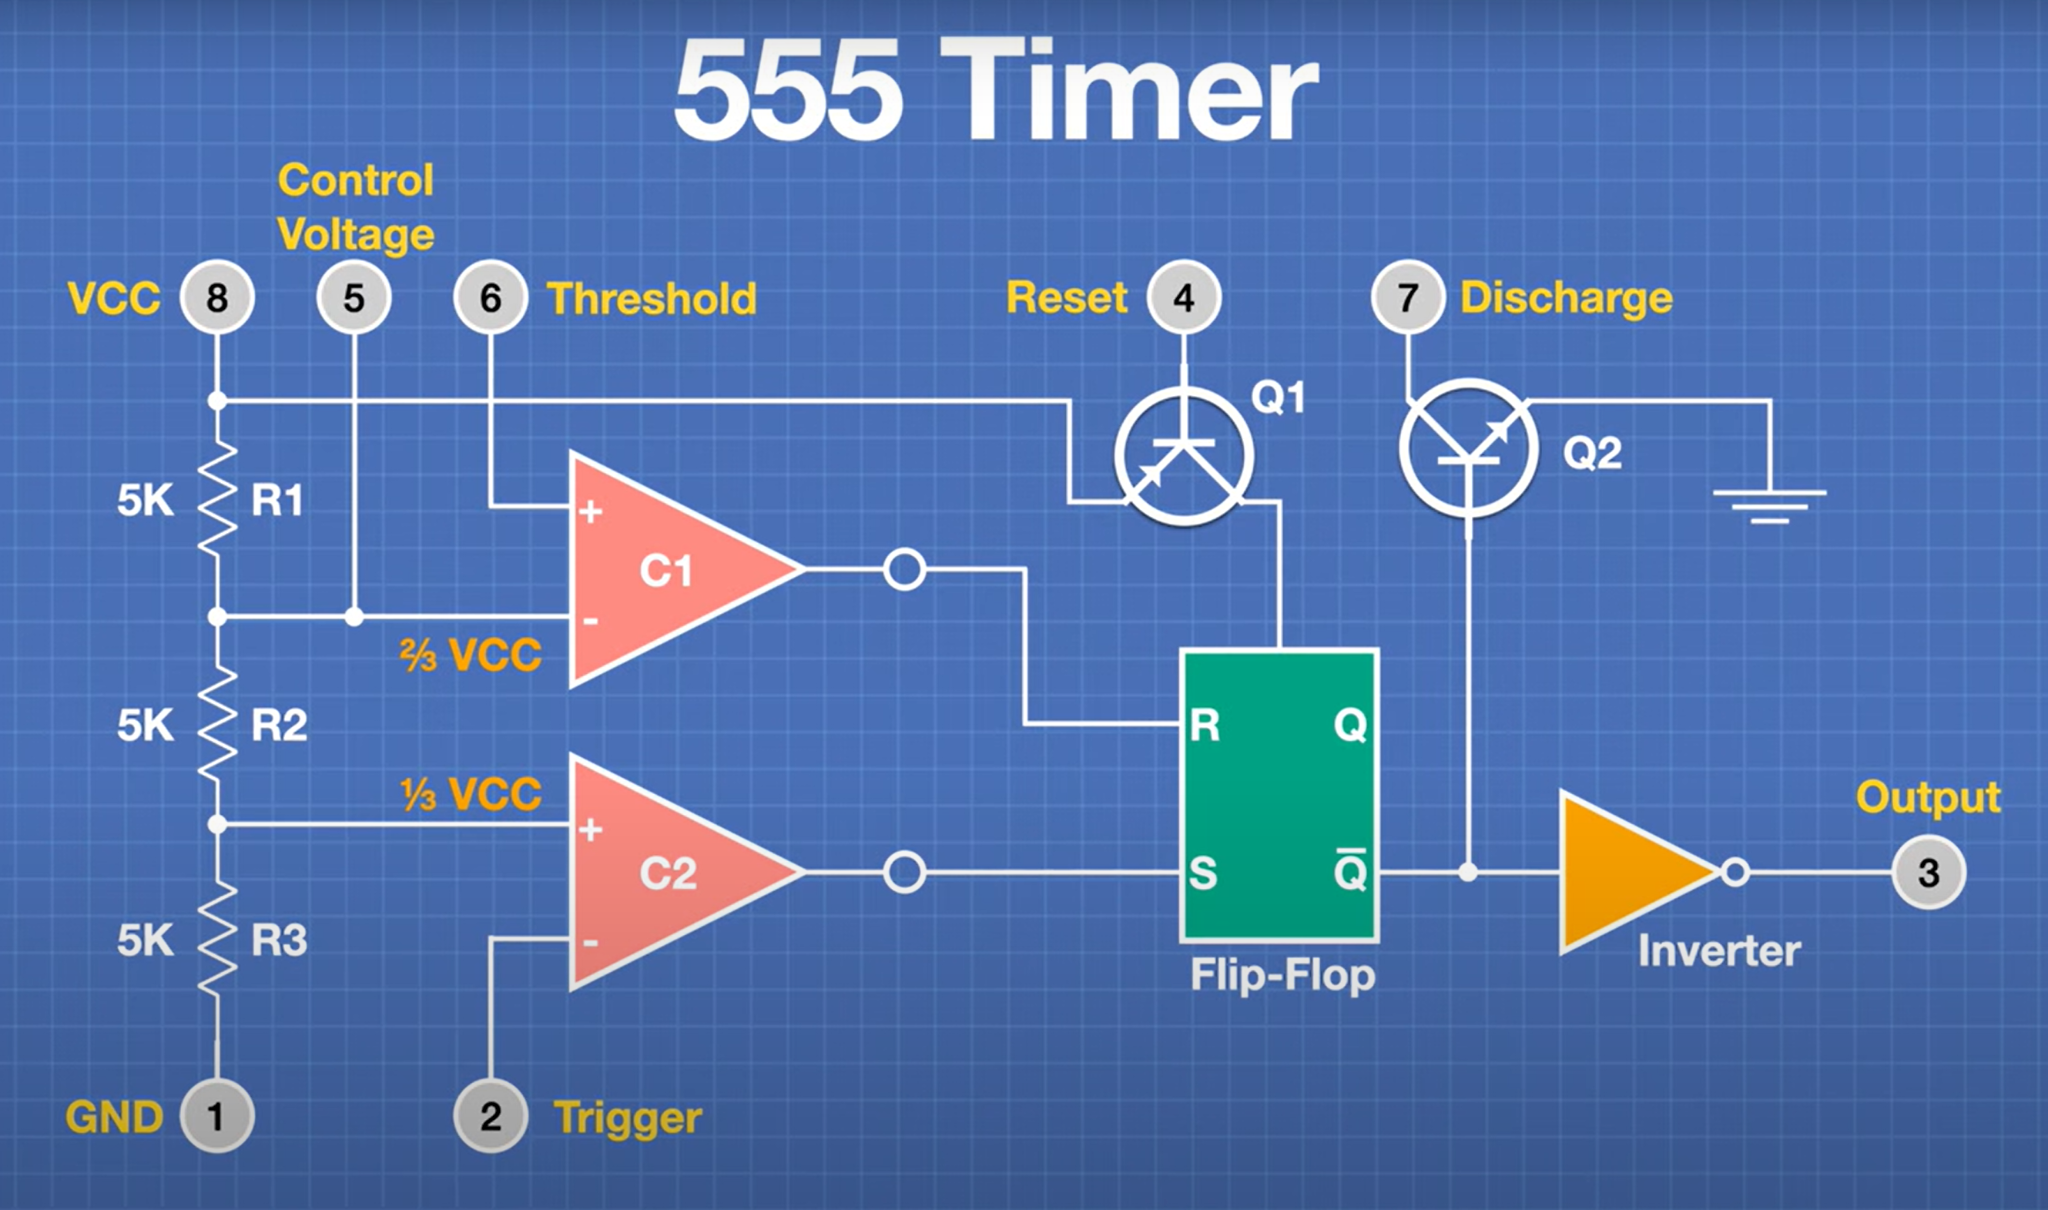 555 Timer
Control
Voltage
VCC 8 5 6 Threshold Reset 4 7 Discharge
Q1
Q2
5K R1
+
C1
-
⅔ VCC
5K R2
R Q
⅓ VCC
Output
+
C2
S Q̅
3
5K R3
-
Inverter
Flip-Flop
GND 1 2 Trigger